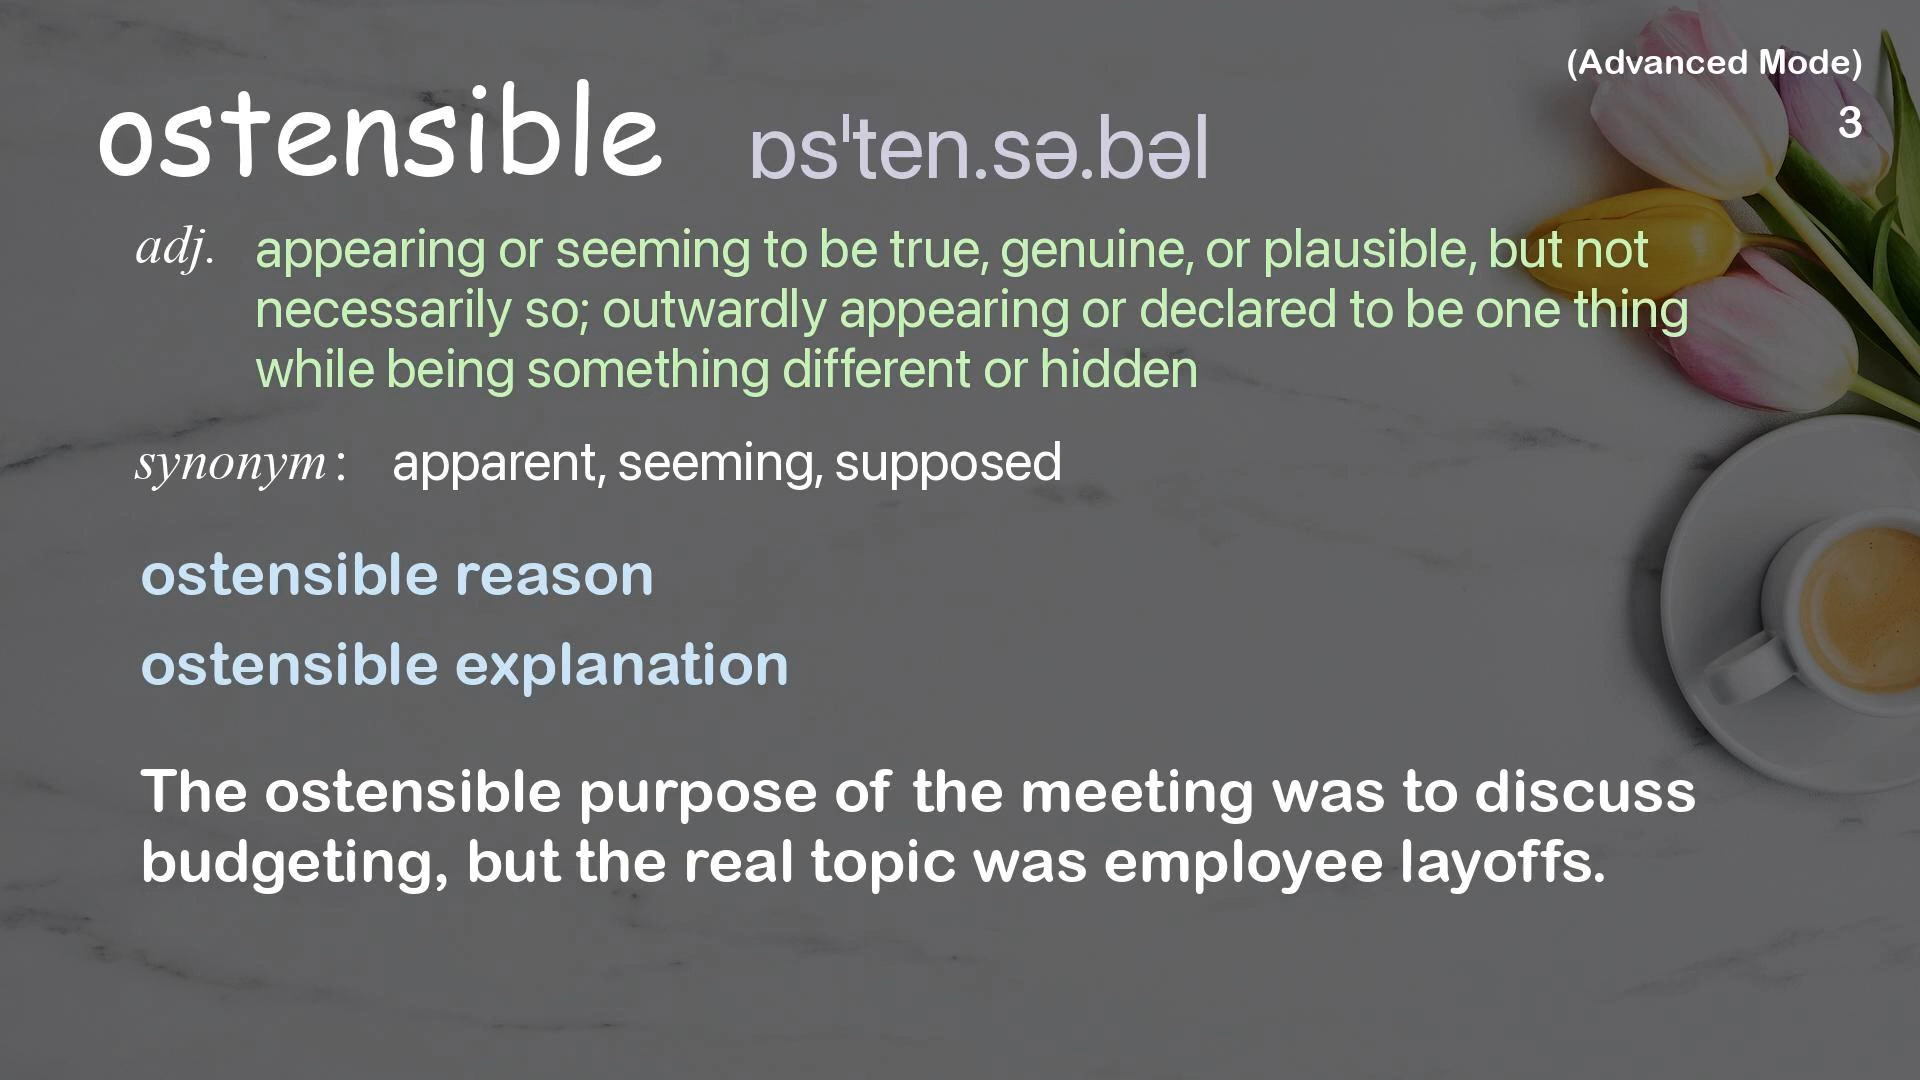 (Advanced Mode)
ostensible ɒsˈten.sə.bəl
3
adj. appearing or seeming to be true, genuine, or plausible, but not
necessarily so; outwardly appearing or declared to be one thing
while being something different or hidden
synonym: apparent, seeming, supposed
ostensible reason
ostensible explanation
The ostensible purpose of the meeting was to discuss
budgeting, but the real topic was employee layoffs.